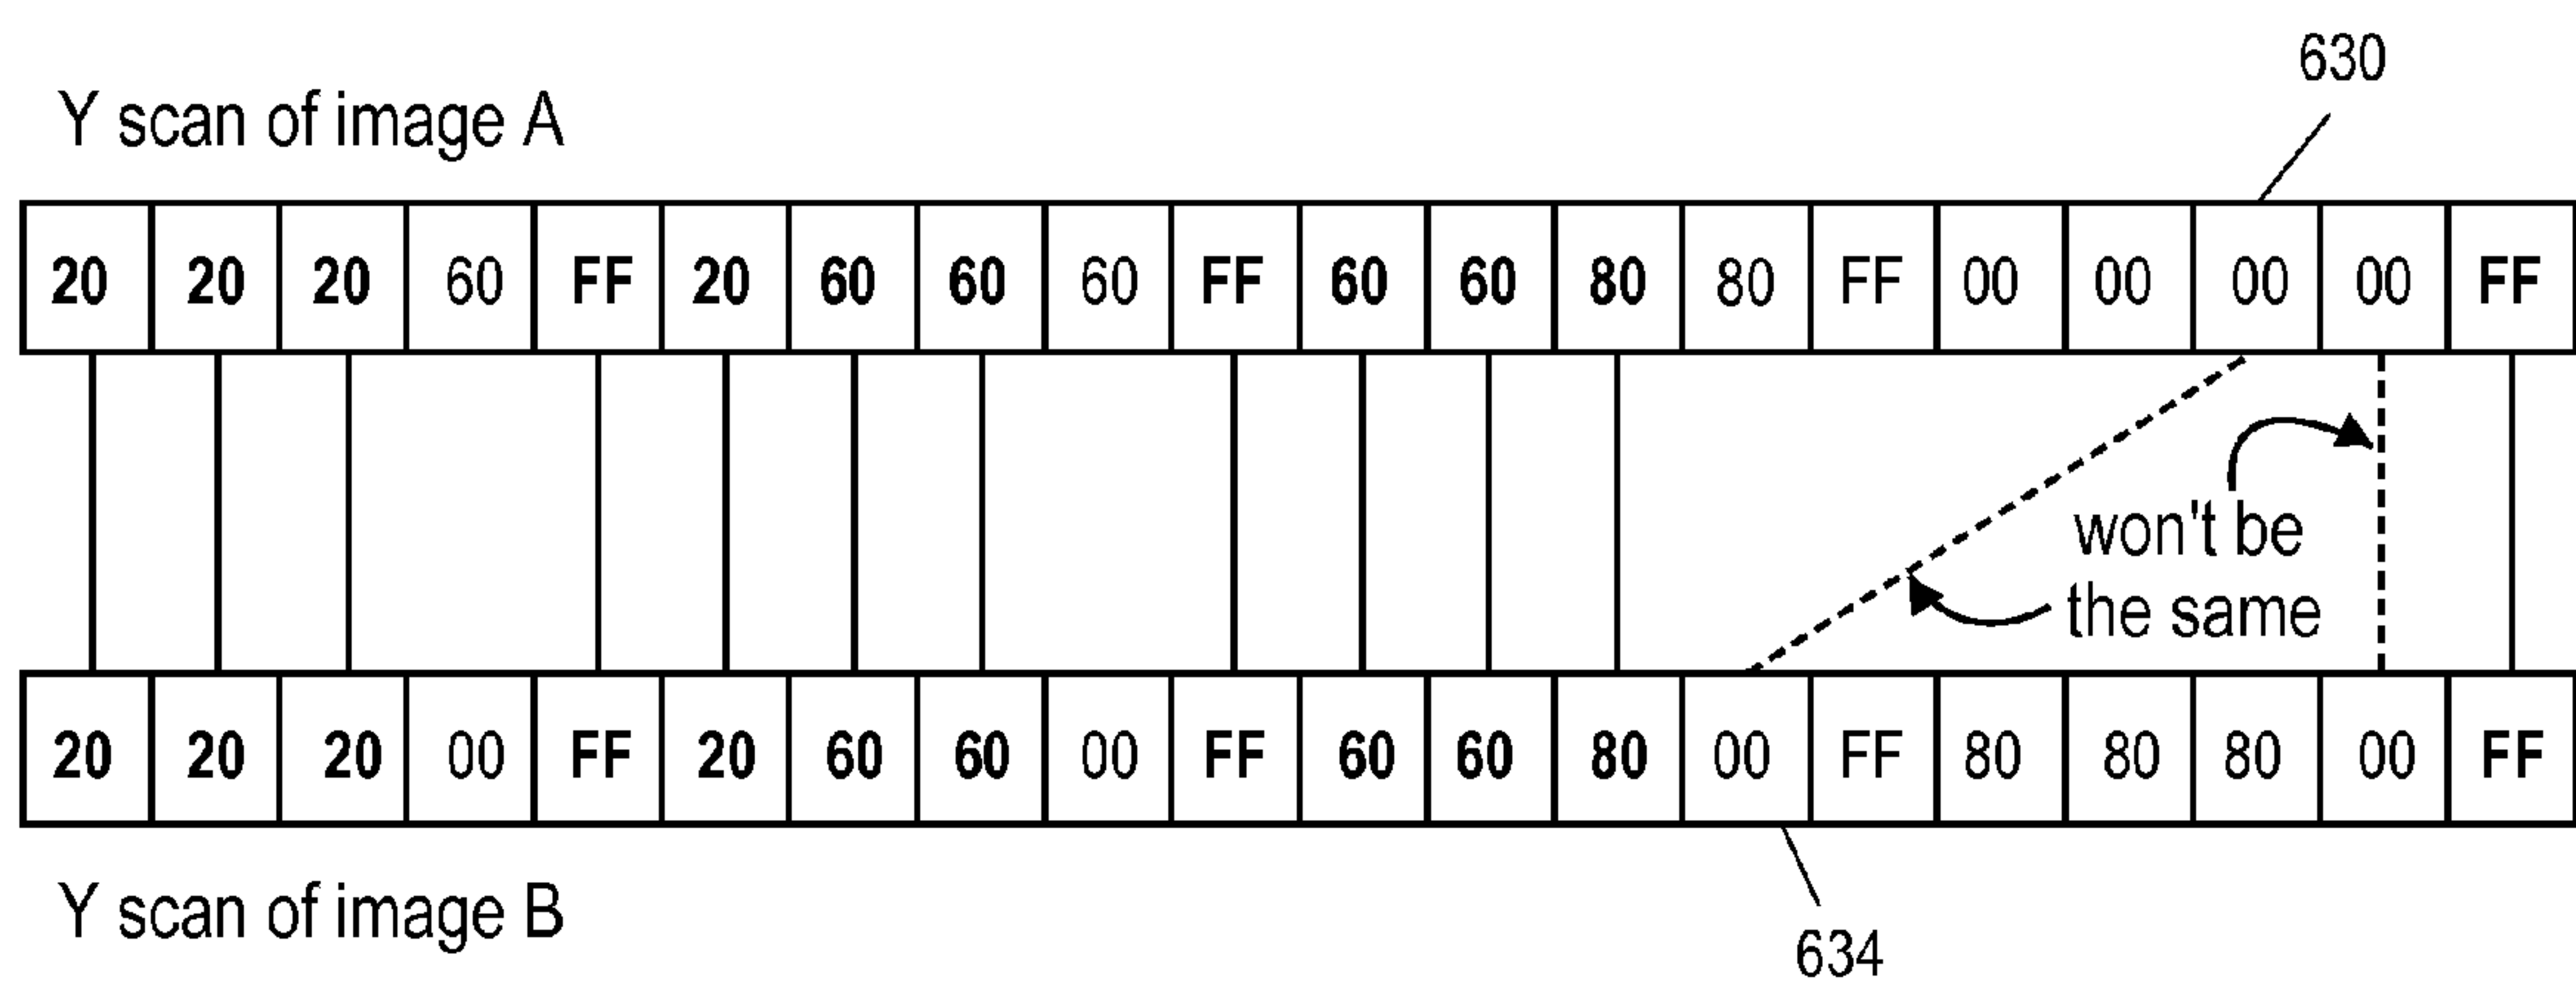 630
Y scan of image A
20 20 20 60 FF 20 60 60 60 FF 60 60 80 80 FF 00 00 00 00 FF
won't be
the same
20 20 20 00 FF 20 60 60 00 FF 60 60 80 00 FF 80 80 80 00 FF
Y scan of image B
634